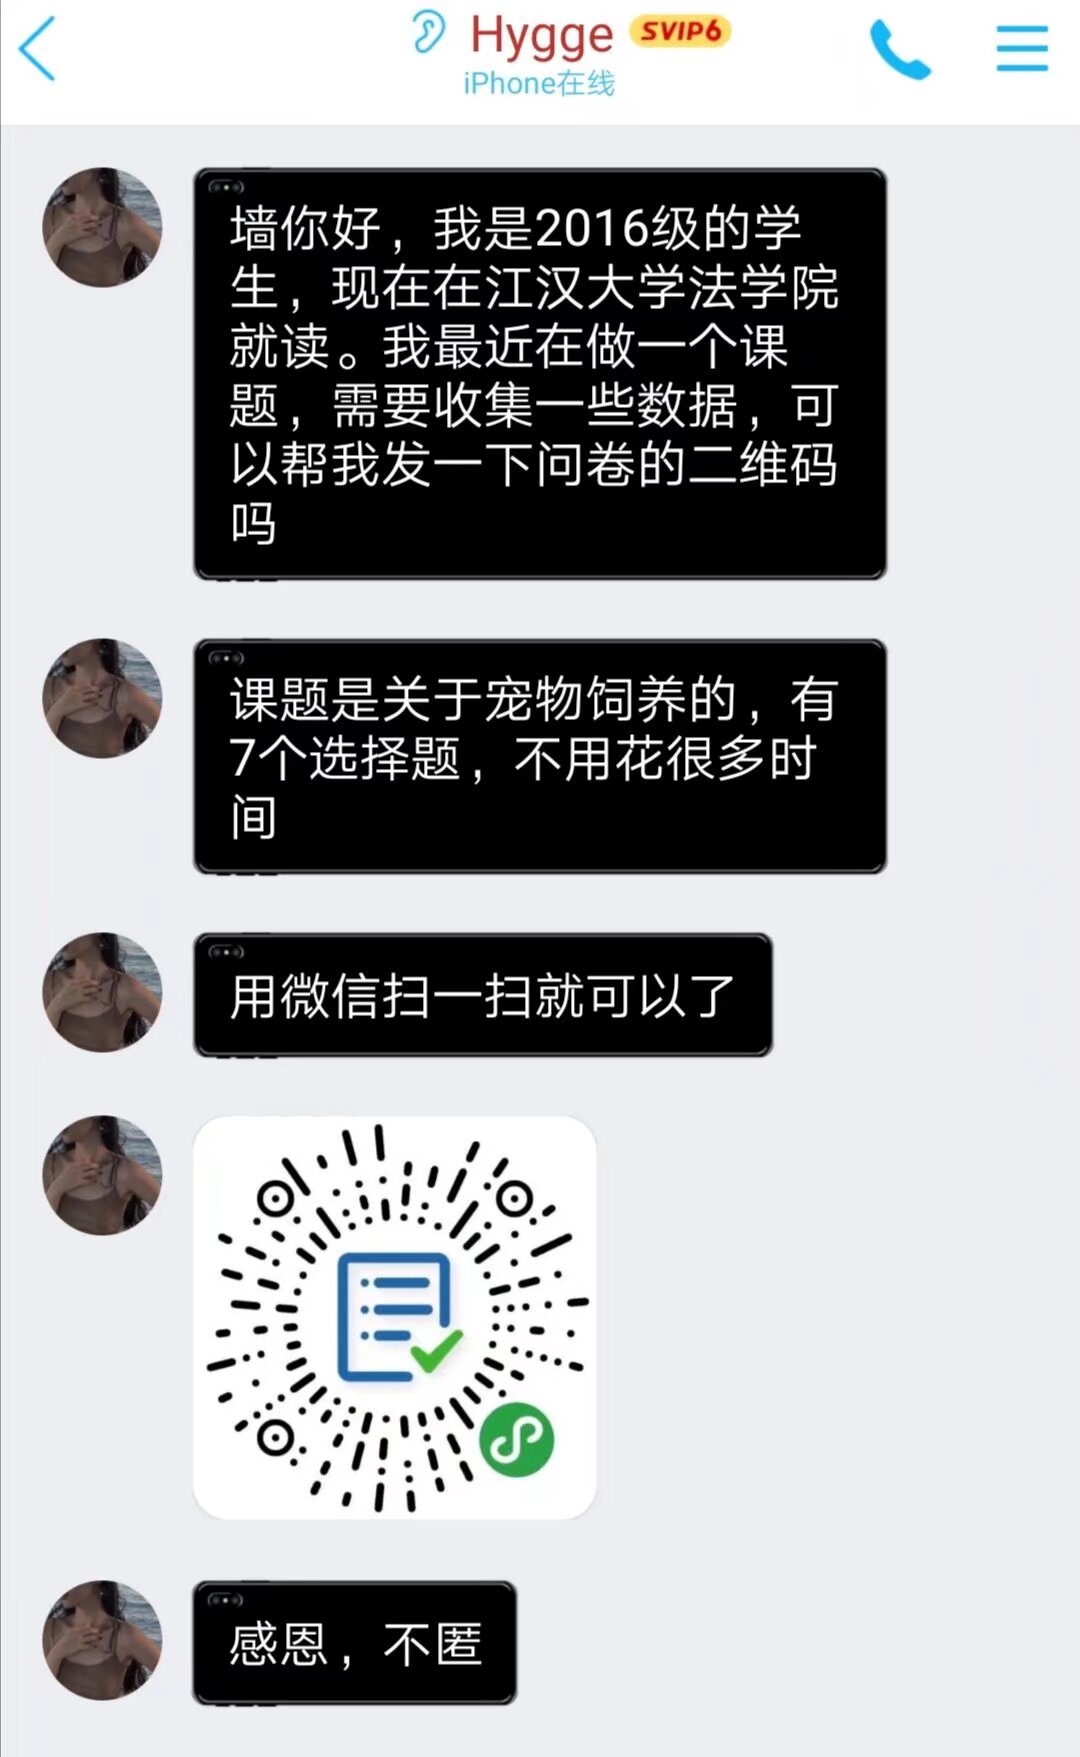 Hygge SVIP6
iPhone在线
墙你好，我是2016级的学
生，现在在江汉大学法学院
就读。我最近在做一个课
题，需要收集一些数据，可
以帮我发一下问卷的二维码
吗
课题是关于宠物饲养的，有
7个选择题，不用花很多时
间
用微信扫一扫就可以了
感恩，不匿